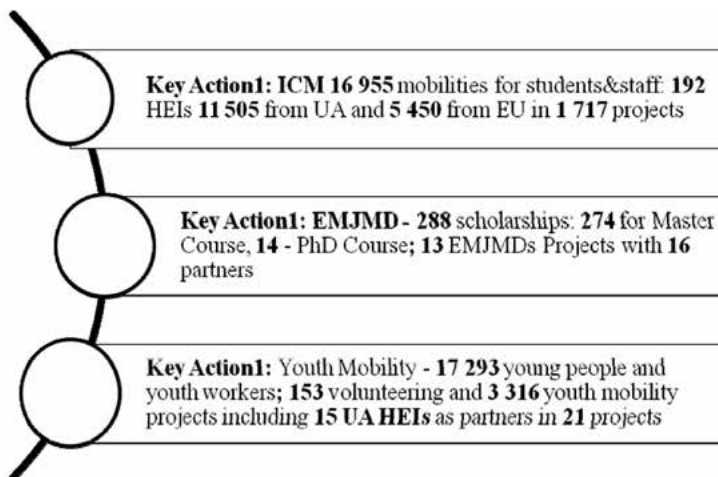 Key Action1: ICM 16 955 mobilities for students&staff: 192
HEIs 11 505 from UA and 5 450 from EU in 1 717 projects
Key Action1: EMJMD - 288 scholarships: 274 for Master
Course, 14 - PhD Course; 13 EMJMDs Projects with 16
partners
Key Action1: Youth Mobility - 17 293 young people and
youth workers; 153 volunteering and 3 316 youth mobility
projects including 15 UA HEIs as partners in 21 projects